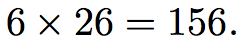 6 × 26 = 156.